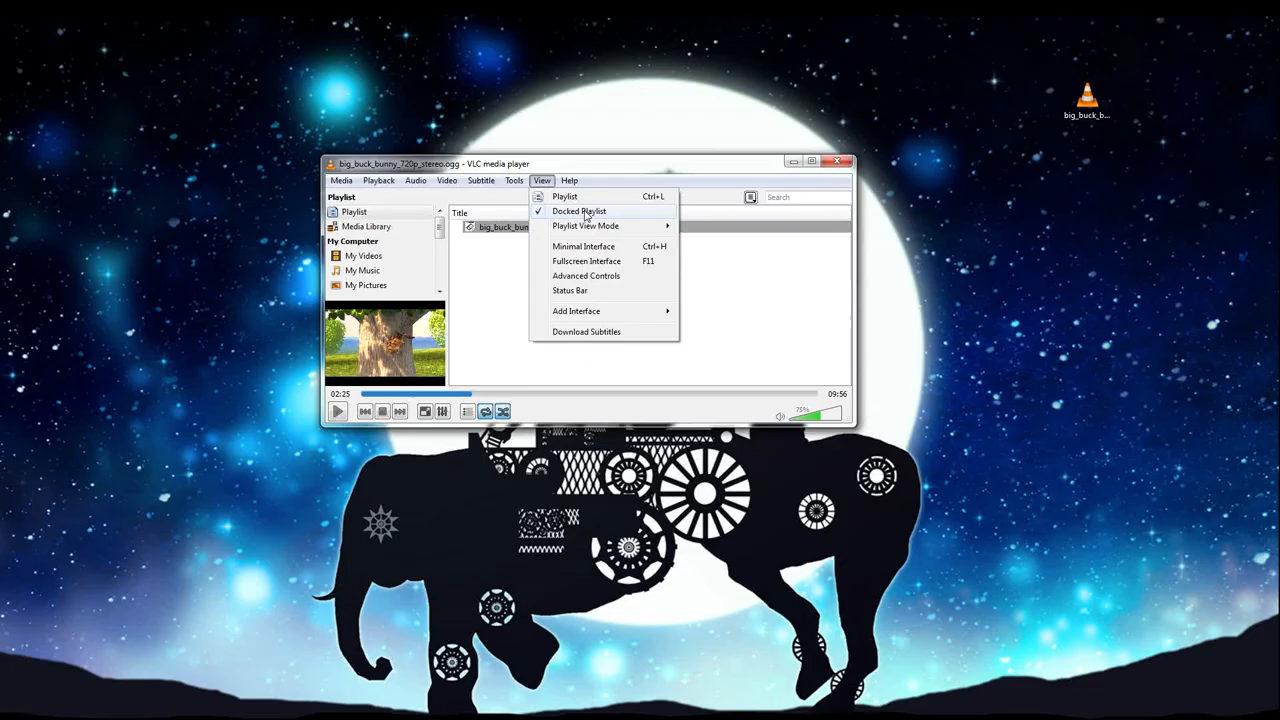 big_buck_b...
big_buck_bunny_720p_stereo.ogg - VLC media player
Media Playback Audio Video Subtitle Tools View Help
Playlist
Playlist
Media Library
My Computer
My Videos
My Music
My Pictures
Title
big_buck_bun
Search
Playlist Ctrl+L
Docked Playlist
Playlist View Mode
Minimal Interface Ctrl+H
Fullscreen Interface F11
Advanced Controls
Status Bar
Add Interface
Download Subtitles
02:25 09:56
75%